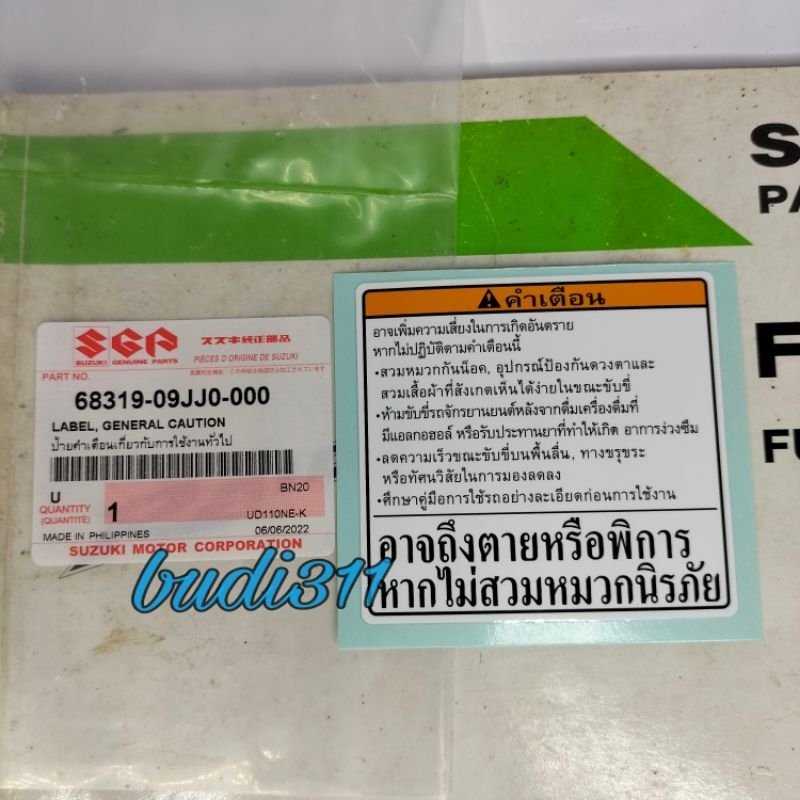 SGP
SUZUKI GENUINE PARTS
スズキ純正部品
PIÈCES D'ORIGINE DE SUZUKI
PART NO.
68319-09JJ0-000
LABEL, GENERAL CAUTION
ป้ายคำเตือนเกี่ยวกับการใช้งานทั่วไป
U
BN20
QUANTITY
(QUANTITÉ)
1
UD110NE-K
MADE IN PHILIPPINES
06/06/2022
SUZUKI MOTOR CORPORATION
คำเตือน
อาจเพิ่มความเสี่ยงในการเกิดอันตราย
หากไม่ปฏิบัติตามคำเตือนนี้
•สวมหมวกกันน็อค, อุปกรณ์ป้องกันดวงตาและ
สวมเสื้อผ้าที่สังเกตเห็นได้ง่ายในขณะขับขี่
•ห้ามขับขี่รถจักรยานยนต์หลังจากดื่มเครื่องดื่มที่
มีแอลกอฮอล์ หรือรับประทานยาที่ทำให้เกิด อาการง่วงซึม
•ลดความเร็วขณะขับขี่บนพื้นลื่น, ทางขรุขระ
หรือทัศนวิสัยในการมองลดลง
•ศึกษาคู่มือการใช้รถอย่างละเอียดก่อนการใช้งาน
อาจถึงตายหรือพิการ
หากไม่สวมหมวกนิรภัย
budi311
S
PA
F
FU